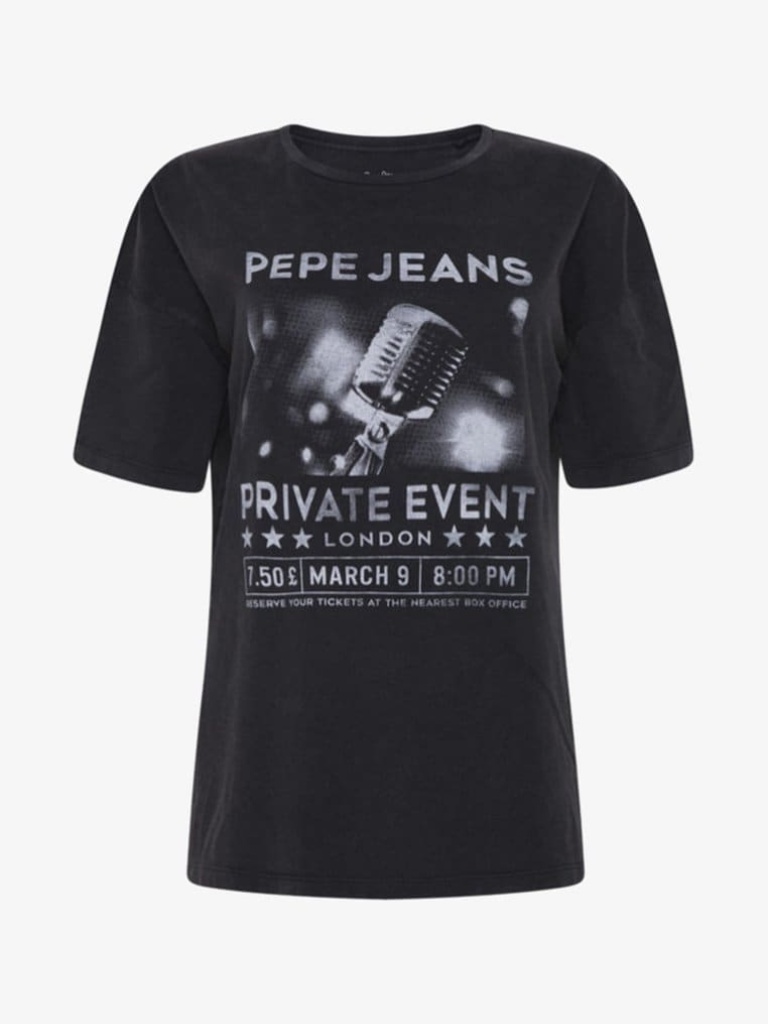 PEPE JEANS
PRIVATE EVENT
★ ★ ★ LONDON ★ ★ ★
7.50 £ MARCH 9 8:00 PM
RESERVE YOUR TICKETS AT THE NEAREST BOX OFFICE